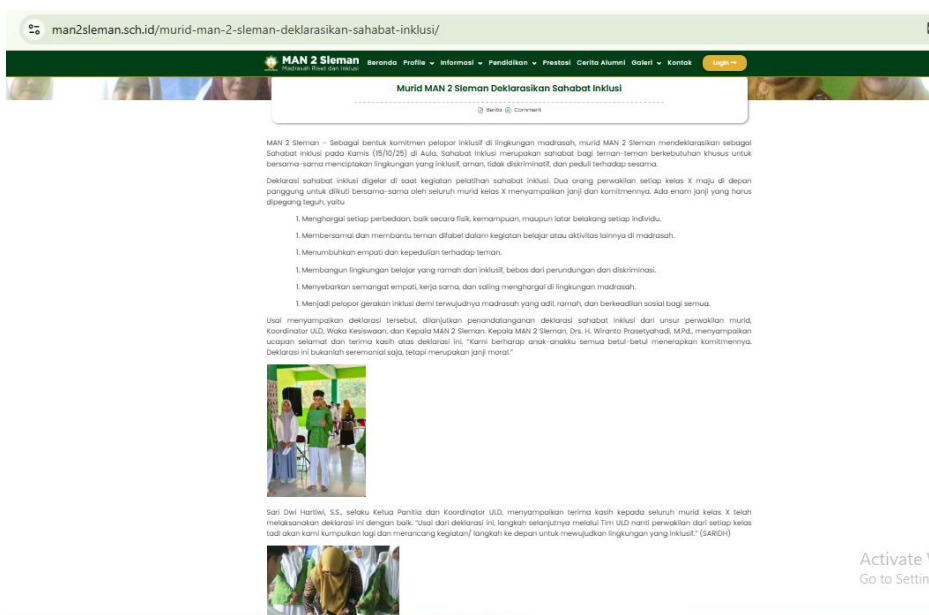 man2sleman.sch.id/murid-man-2-sleman-deklarasikan-sahabat-inklusi/
MAN 2 Sleman
Madrasah Riset dan Inklusi
Beranda Profile Informasi Pendidikan Prestasi Cerita Alumni Galeri Kontak Login→
Murid MAN 2 Sleman Deklarasikan Sahabat Inklusi
Berita Comment
MAN 2 Sleman – Sebagai bentuk komitmen pelopor inklusif di lingkungan madrasah, murid MAN 2 Sleman mendeklarasikan sebagai
Sahabat Inklusi pada Kamis (15/10/25) di Aula. Sahabat Inklusi merupakan sahabat bagi teman-teman berkebutuhan khusus untuk
bersama-sama menciptakan lingkungan yang inklusif, aman, tidak diskriminatif, dan peduli terhadap sesama.
Deklarasi sahabat inklusi digelar di saat kegiatan pelatihan sahabat inklusi. Dua orang perwakilan setiap kelas X maju di depan
panggung untuk diikuti bersama-sama oleh seluruh murid kelas X menyampaikan janji dan komitmennya. Ada enam janji yang harus
dipegang teguh, yaitu
1. Menghargai setiap perbedaan, baik secara fisik, kemampuan, maupun latar belakang setiap individu.
1. Membersamai dan membantu teman difabel dalam kegiatan belajar atau aktivitas lainnya di madrasah.
1. Menumbuhkan empati dan kepedulian terhadap teman.
1. Membangun lingkungan belajar yang ramah dan inklusif, bebas dari perundungan dan diskriminasi.
1. Menyebarkan semangat empati, kerja sama, dan saling menghargai di lingkungan madrasah.
1. Menjadi pelopor gerakan inklusi demi terwujudnya madrasah yang adil, ramah, dan berkeadilan sosial bagi semua.
Usai menyampaikan deklarasi tersebut, dilanjutkan penandatanganan deklarasi sahabat inklusi dari unsur perwakilan murid,
Koordinator ULD, Waka Kesiswaan, dan Kepala MAN 2 Sleman. Kepala MAN 2 Sleman, Drs. H. Wiranto Prasetyahadi, M.Pd., menyampaikan
ucapan selamat dan terima kasih atas deklarasi ini. “Kami berharap anak-anakku semua betul-betul menerapkan komitmennya.
Deklarasi ini bukanlah seremonial saja, tetapi merupakan janji moral.”
Sari Dwi Hartiwi, S.S., selaku Ketua Panitia dan Koordinator ULD, menyampaikan terima kasih kepada seluruh murid kelas X telah
melaksanakan deklarasi ini dengan baik. “Usai dari deklarasi ini, langkah selanjutnya melalui Tim ULD nanti perwakilan dari setiap kelas
tadi akan kami kumpulkan lagi dan merancang kegiatan/ langkah ke depan untuk mewujudkan lingkungan yang inklusif.” (SARIDH)
Activate
Go to Settin